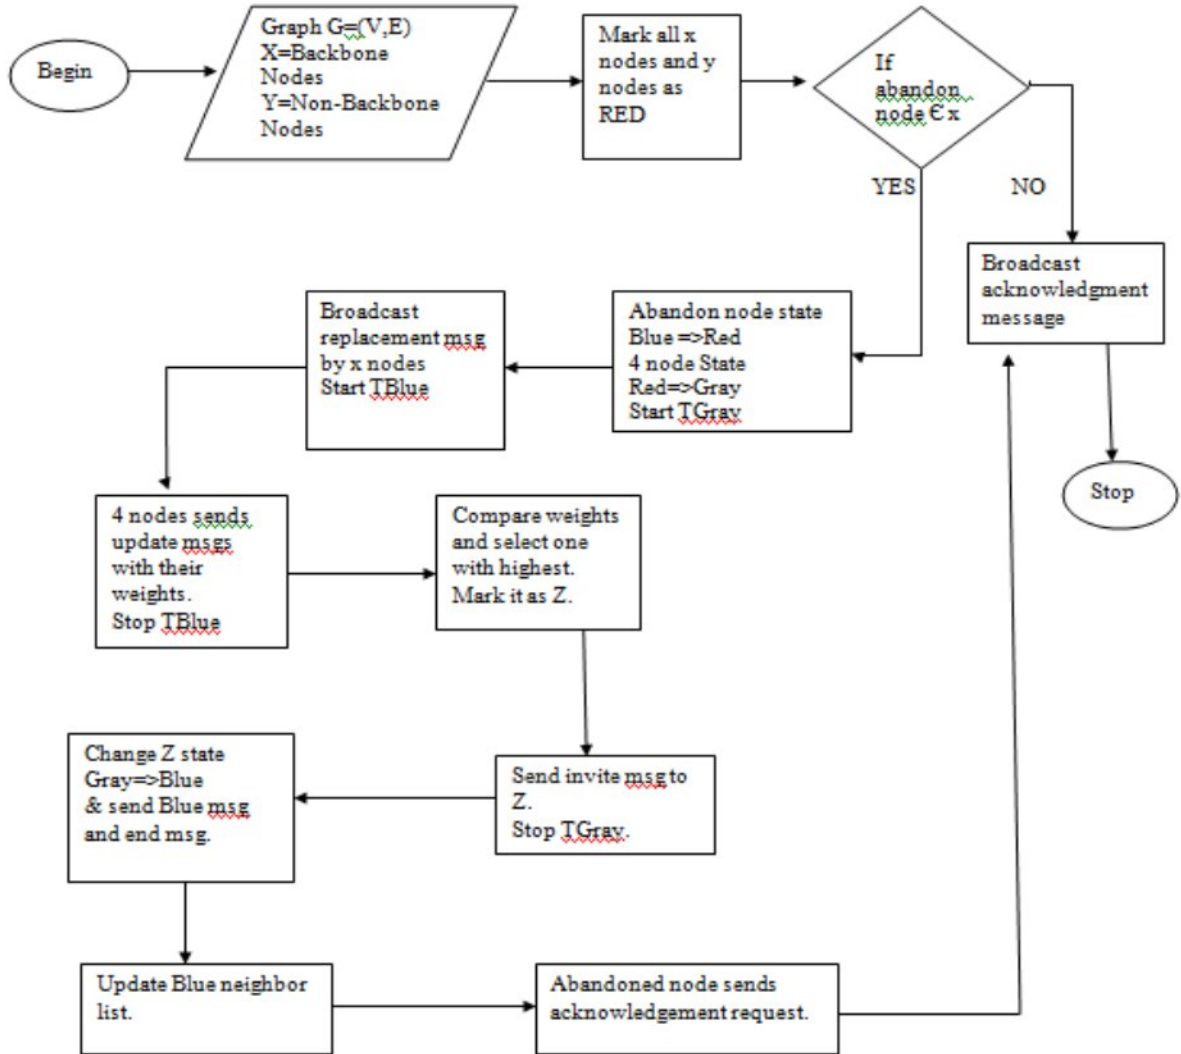 Begin
Graph G=(V,E)
X=Backbone
Nodes
Y=Non-Backbone
Nodes
Mark all x
nodes and y
nodes as
RED
If
abandon
node Є x
YES
NO
Broadcast
acknowledgment
message
Abandon node state
Blue =>Red
4 node State
Red=>Gray
Start TGray
Broadcast
replacement msg
by x nodes
Start TBlue
Stop
4 nodes sends
update msgs
with their
weights.
Stop TBlue
Compare weights
and select one
with highest.
Mark it as Z.
Send invite msg to
Z.
Stop TGray.
Change Z state
Gray=>Blue
& send Blue msg
and end msg.
Update Blue neighbor
list.
Abandoned node sends
acknowledgement request.